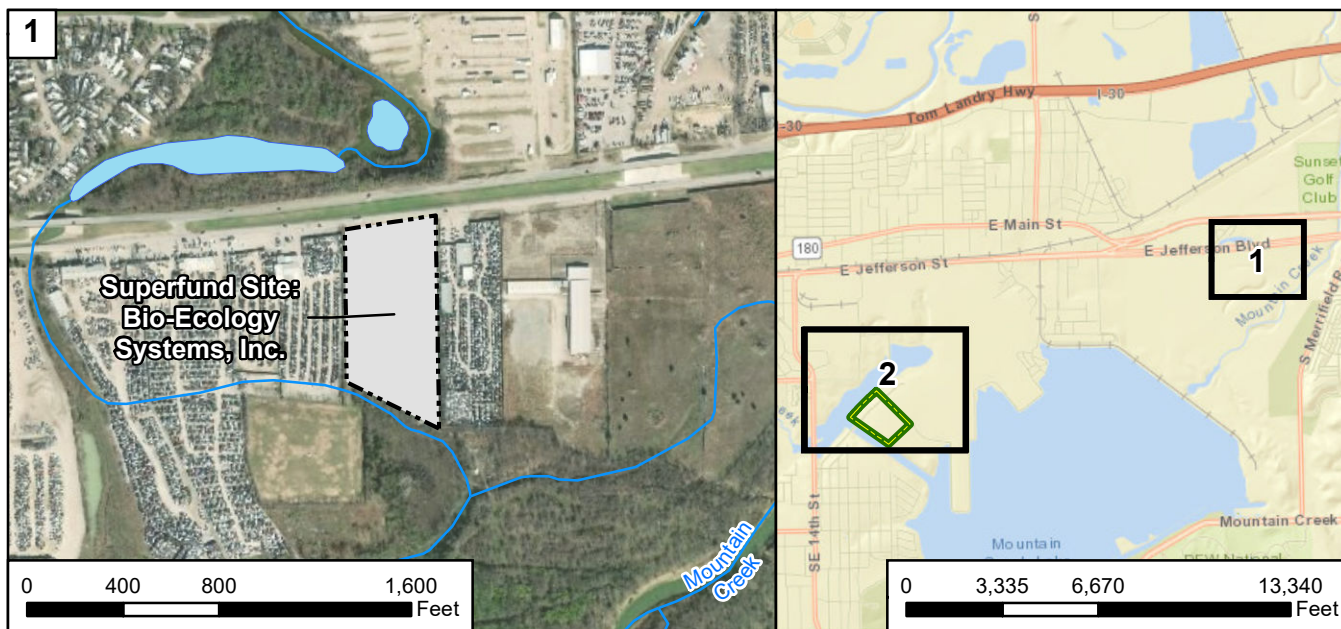 1
Superfund Site:
Bio-Ecology
Systems, Inc.
Mountain
Creek
0 400 800 1,600
Feet
S
Tom Landry Hwy
I-30
-30
Sunset
Golf
Club
E Main St
180
E Jefferson Blvd
E Jefferson St
1
Mountain Creek
S Merrifield R
2
SE 14th St
Mountain Creek
Mountain
0 3,335 6,670 13,340
Feet